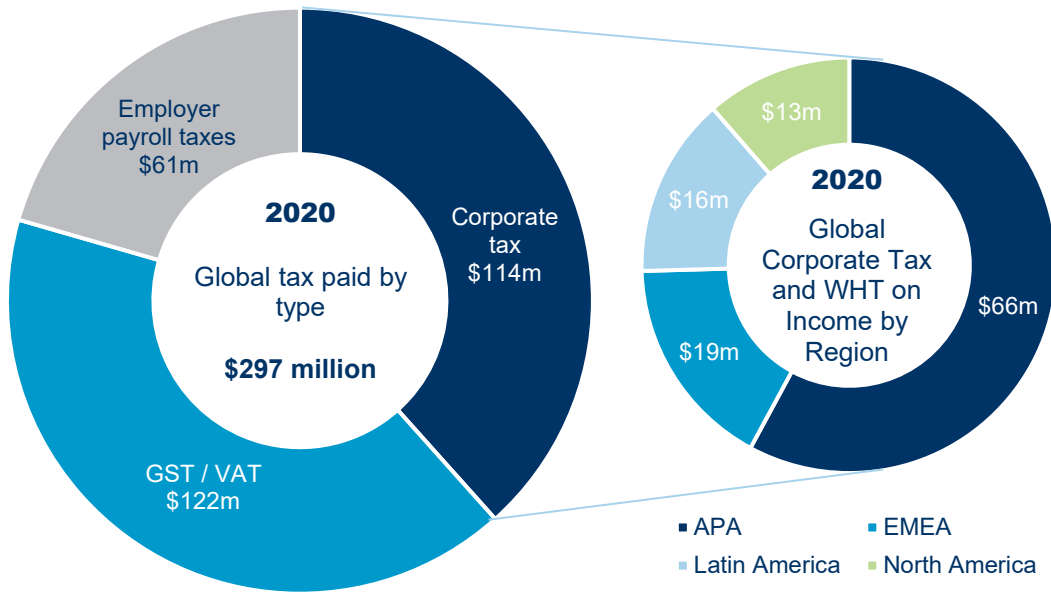 Employer
payroll taxes
$61m
Corporate
tax
$114m
GST / VAT
$122m
2020
Global tax paid by
type
$297 million
$13m
$16m
$19m
$66m
2020
Global
Corporate Tax
and WHT on
Income by
Region
APA
EMEA
Latin America
North America